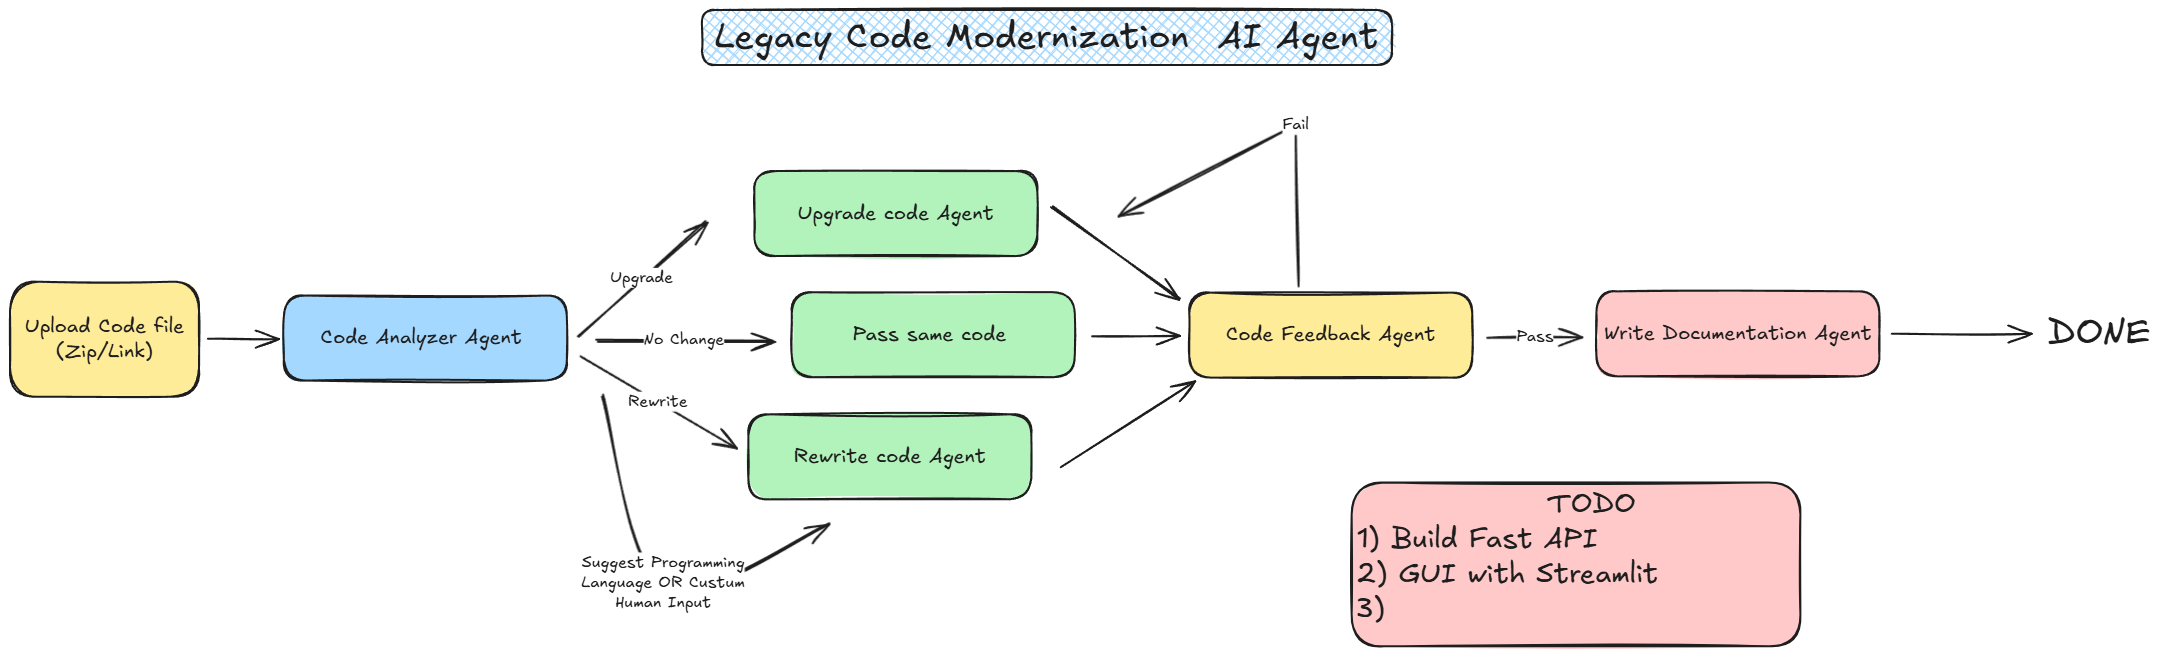 Legacy Code Modernization  AI Agent
Fail
Upgrade code Agent
Upgrade
Upload Code file
(Zip/Link)
Code Analyzer Agent
No Change
Pass same code
Code Feedback Agent
Pass
Write Documentation Agent
DONE
Rewrite
Rewrite code Agent
Suggest Programming
Language OR Custum
Human Input
TODO
1) Build Fast API
2) GUI with Streamlit
3)